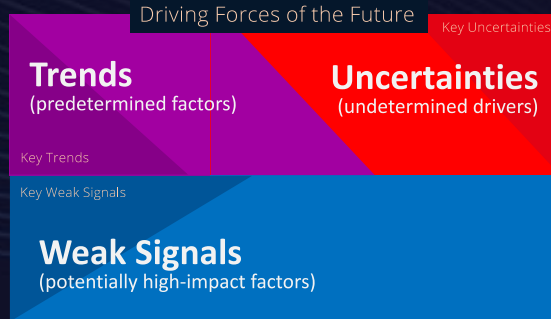 Driving Forces of the Future
Key Uncertainties
Trends
(predetermined factors)
Key Trends
Uncertainties
(undetermined drivers)
Key Weak Signals
Weak Signals
(potentially high-impact factors)